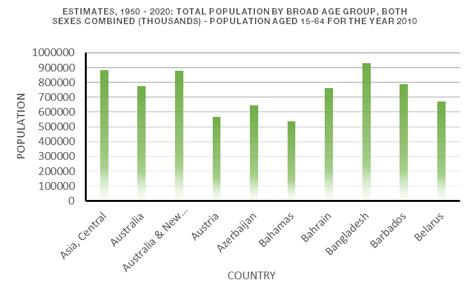 ESTIMATES, 1950 - 2020: TOTAL POPULATION BY BROAD AGE GROUP, BOTH
SEXES COMBINED (THOUSANDS) - POPULATION AGED 15-64 FOR THE YEAR 2010
1000000
900000
800000
700000
600000
500000
400000
300000
200000
100000
0
POPULATION
Asia, Central
Australia
Australia & New...
Austria
Azerbaijan
Bahamas
Bahrain
Bangladesh
Barbados
Belarus
COUNTRY